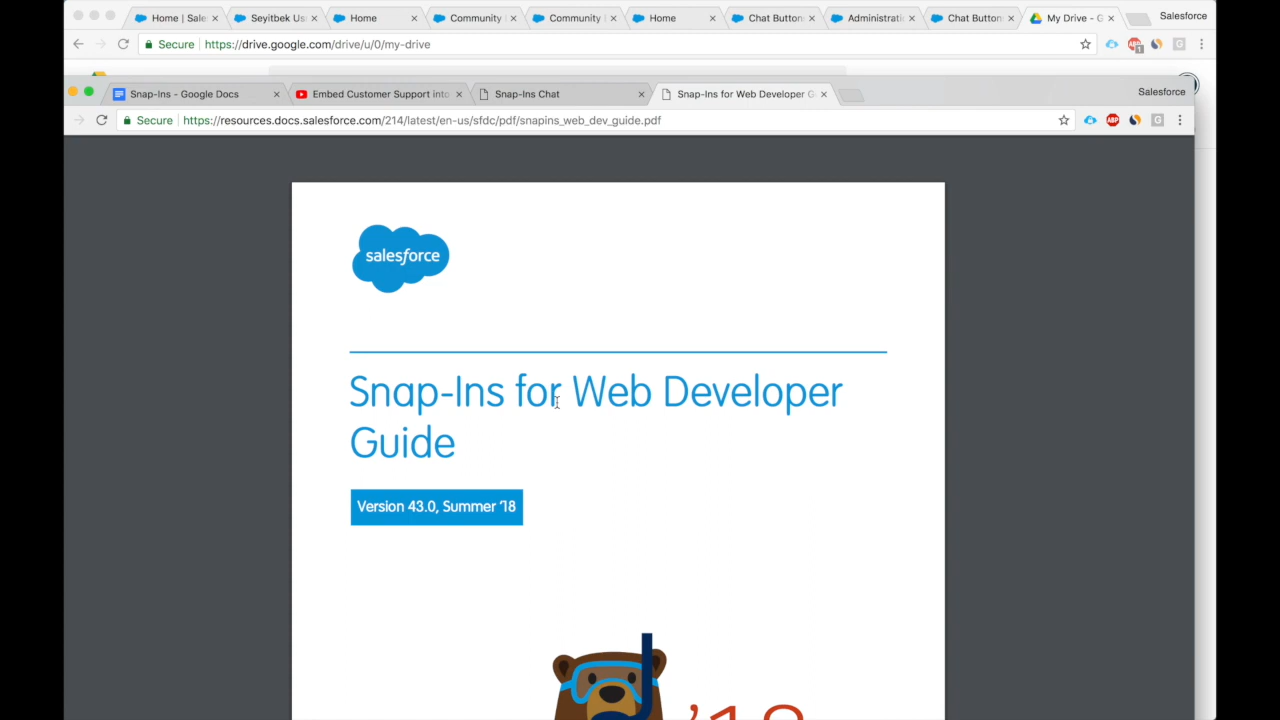 Home | Sale
Seyitbek Us
Home
Community
Community
Home
Chat Button
Administrati
Chat Button
My Drive - G
Salesforce
Secure
https://drive.google.com/drive/u/0/my-drive
Snap-Ins - Google Docs
Embed Customer Support into
Snap-Ins Chat
Snap-Ins for Web Developer G
Salesforce
Secure
https://resources.docs.salesforce.com/214/latest/en-us/sfdc/pdf/snapins_web_dev_guide.pdf
ABP
salesforce
Snap-Ins for Web Developer
Guide
Version 43.0, Summer '18
'18